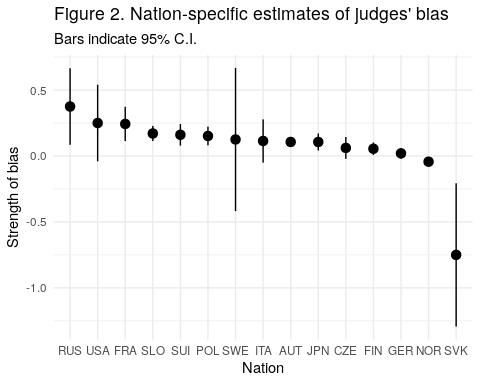 Figure 2. Nation-specific estimates of judges' bias
Bars indicate 95% C.I.
0.5
0.0
-0.5
-1.0
Strength of bias
RUS USA FRA SLO SUI POL SWE ITA AUT JPN CZE FIN GER NOR SVK
Nation